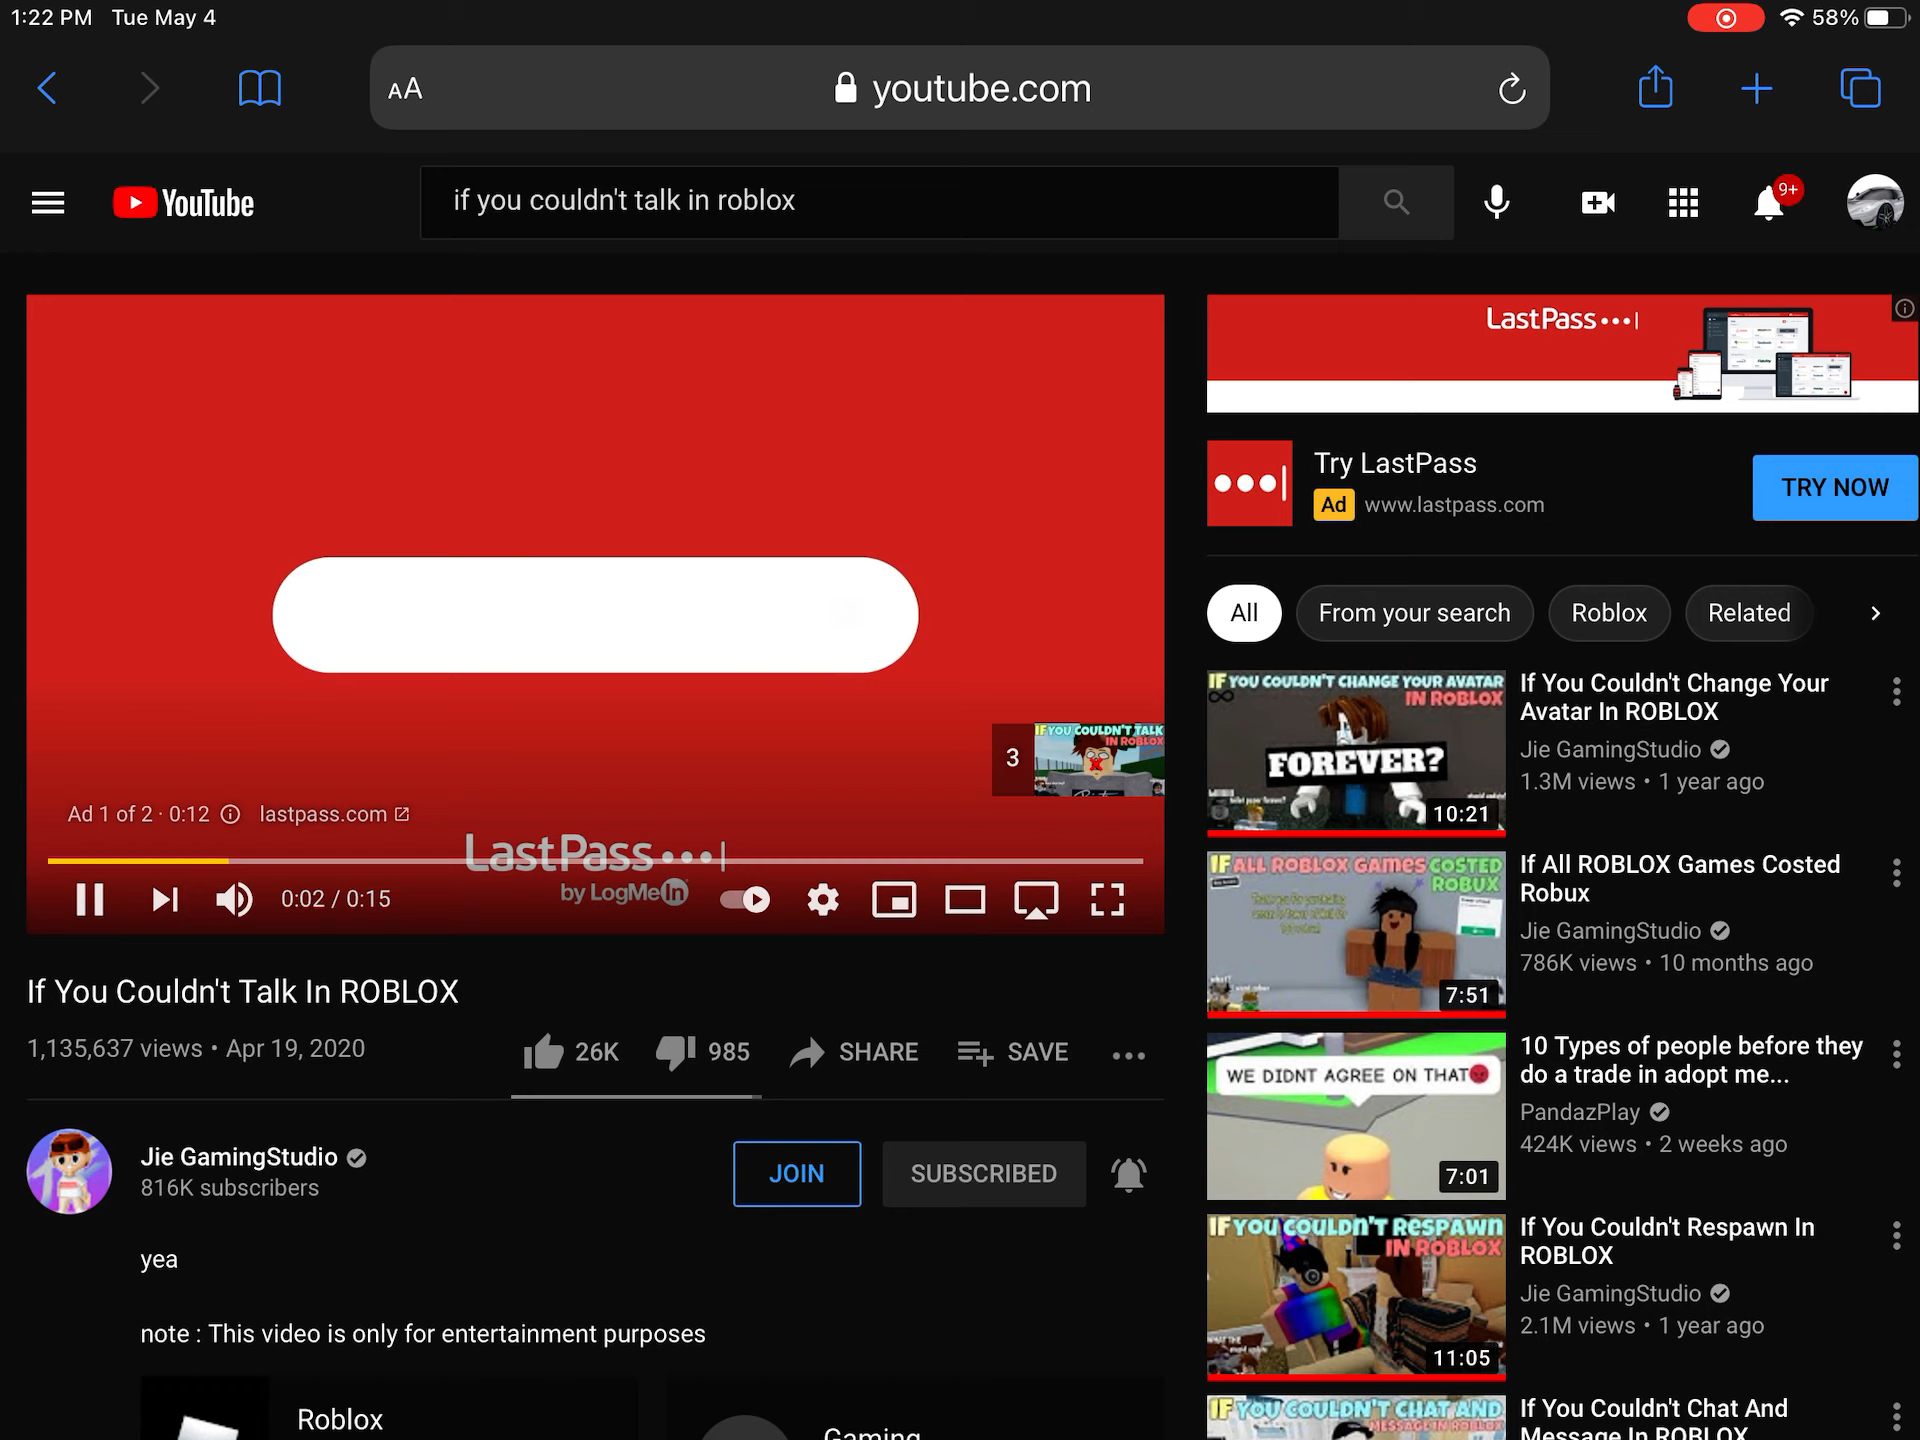 1:22 PM Tue May 4
58%
AA
youtube.com
YouTube
if you couldn't talk in roblox
9+
LastPass
Try LastPass
Ad www.lastpass.com
TRY NOW
All
From your search
Roblox
Related
3
IF YOU COULDN'T TALK
IN ROBLOX
Ad 1 of 2 · 0:12
lastpass.com
LastPass
by LogMeIn
0:02 / 0:15
If You Couldn't Talk In ROBLOX
1,135,637 views • Apr 19, 2020
26K
985
SHARE
SAVE
Jie GamingStudio
816K subscribers
JOIN
SUBSCRIBED
yea
note : This video is only for entertainment purposes
Roblox
Gaming
IF YOU COULDN'T CHANGE YOUR AVATAR
IN ROBLOX
FOREVER?
10:21
If You Couldn't Change Your
Avatar In ROBLOX
Jie GamingStudio
1.3M views • 1 year ago
IF ALL ROBLOX GAMES COSTED
ROBUX
7:51
If All ROBLOX Games Costed
Robux
Jie GamingStudio
786K views • 10 months ago
WE DIDNT AGREE ON THAT
7:01
10 Types of people before they
do a trade in adopt me...
PandazPlay
424K views • 2 weeks ago
IF YOU COULDN'T RESPAWN
IN ROBLOX
11:05
If You Couldn't Respawn In
ROBLOX
Jie GamingStudio
2.1M views • 1 year ago
IF YOU COULDN'T CHAT AND
MESSAGE IN ROBLOX
If You Couldn't Chat And
Message In ROBLOX